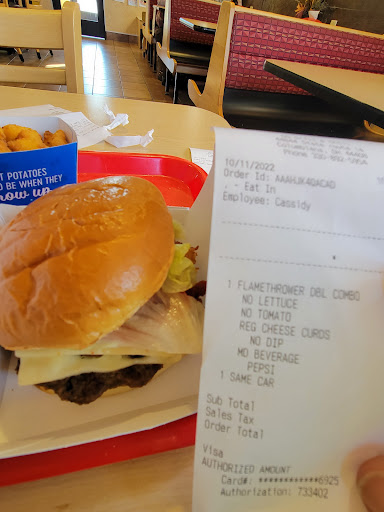 T POTATOES
O BE WHEN THEY
row up
10/11/2022
Order Id: AAAHJK4QACAD
- Eat In
Employee: Cassidy
1 FLAMETHROWER DBL COMBO
NO LETTUCE
NO TOMATO
REG CHEESE CURDS
NO DIP
MD BEVERAGE
PEPSI
1 SAME CAR
Sub Total
Sales Tax
Order Total
Visa
AUTHORIZED AMOUNT
Card#: ************6925
Authorization: 733402